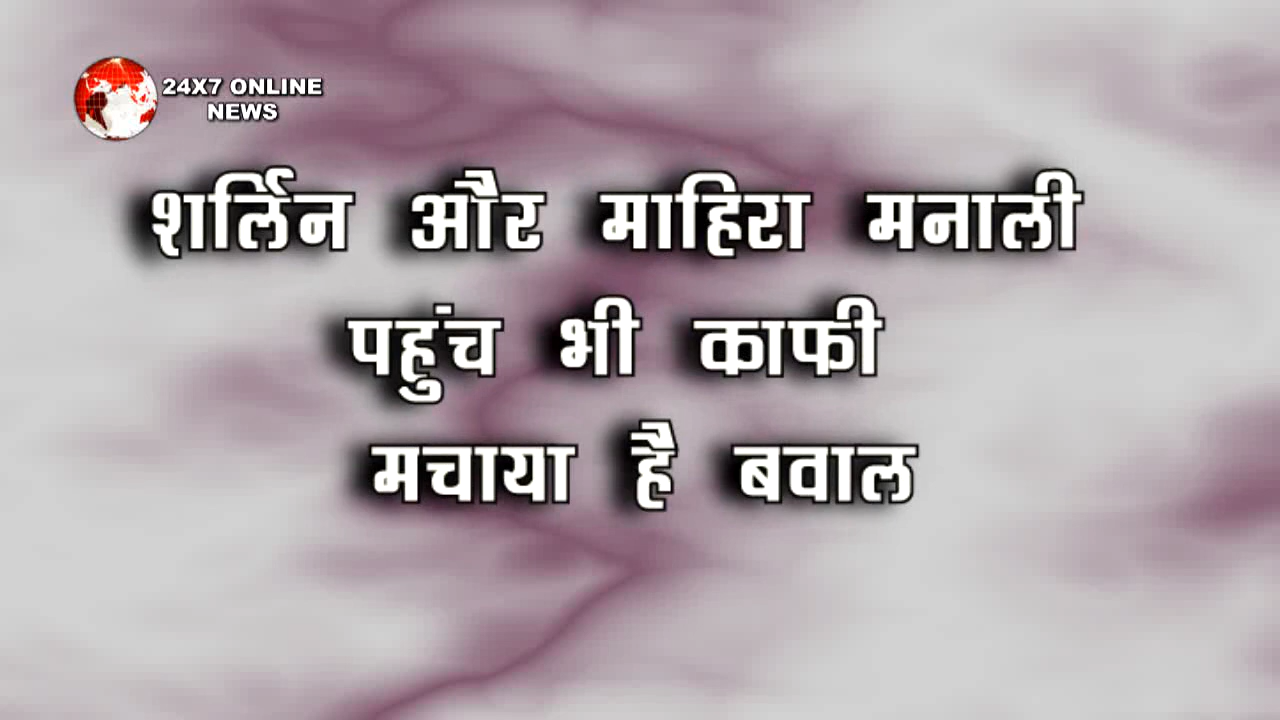 24X7 ONLINE
NEWS
शर्लिन और माहिरा मनाली
पहुंच भी काफी
मचाया है बवाल